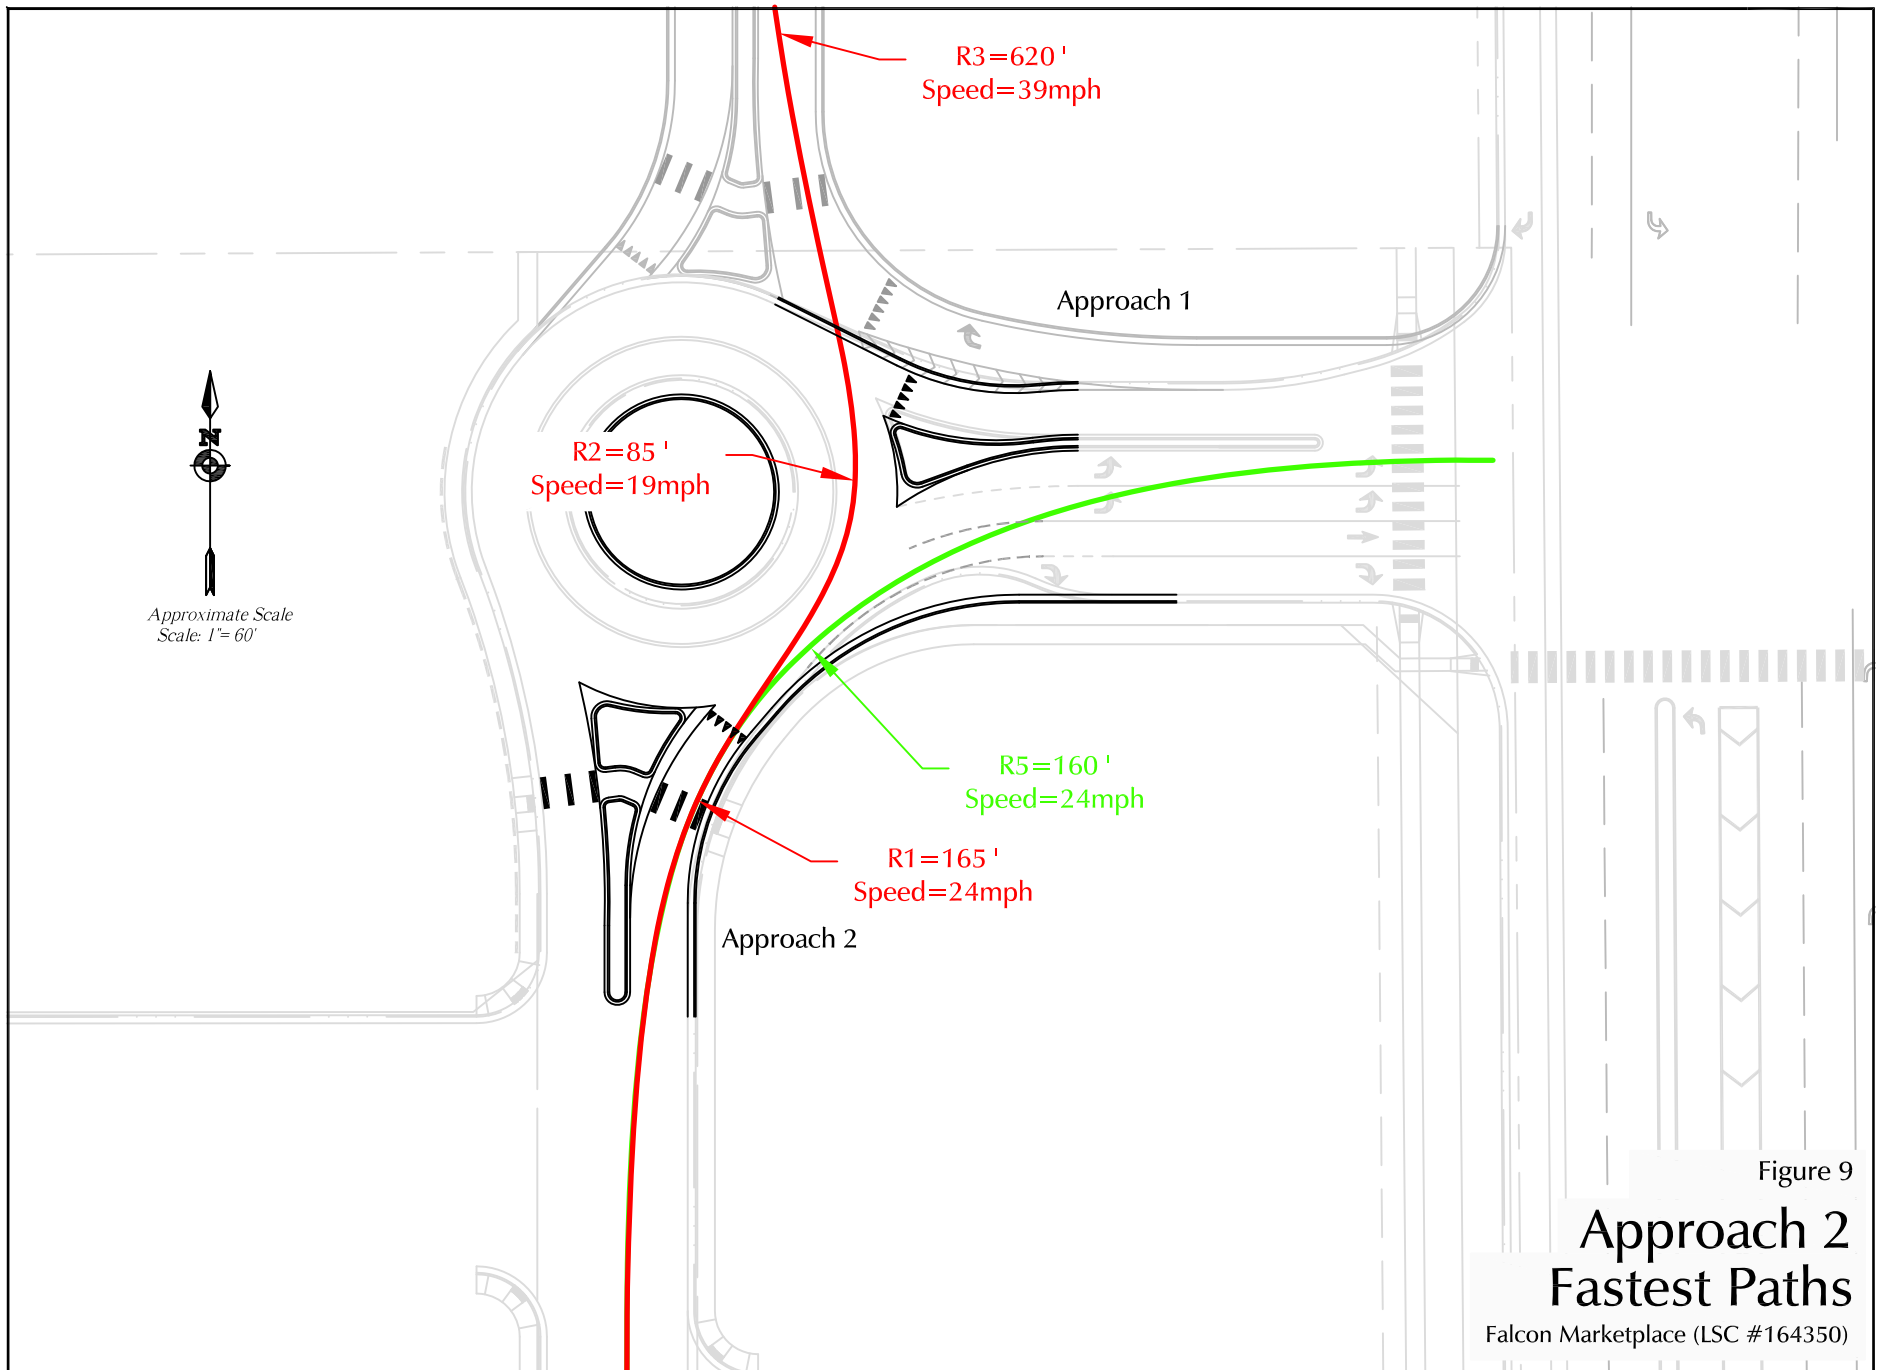 R3=620 '
Speed=39mph
Approach 1
R2=85 '
Speed=19mph
N
Approximate Scale
Scale: 1"= 60'
R5=160 '
Speed=24mph
R1=165 '
Speed=24mph
Approach 2
Figure 9
Approach 2
Fastest Paths
Falcon Marketplace (LSC #164350)